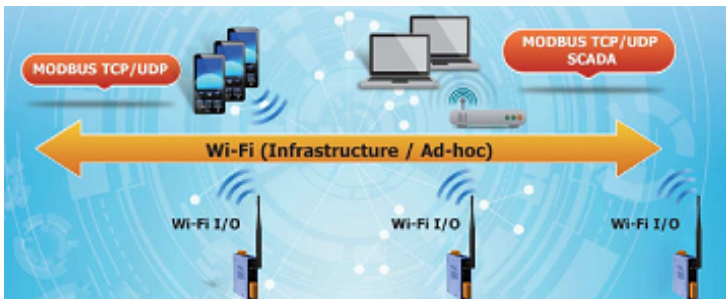 MODBUS TCP/UDP
MODBUS TCP/UDP
SCADA
Wi-Fi (Infrastructure / Ad-hoc)
Wi-Fi I/O
Wi-Fi I/O
Wi-Fi I/O